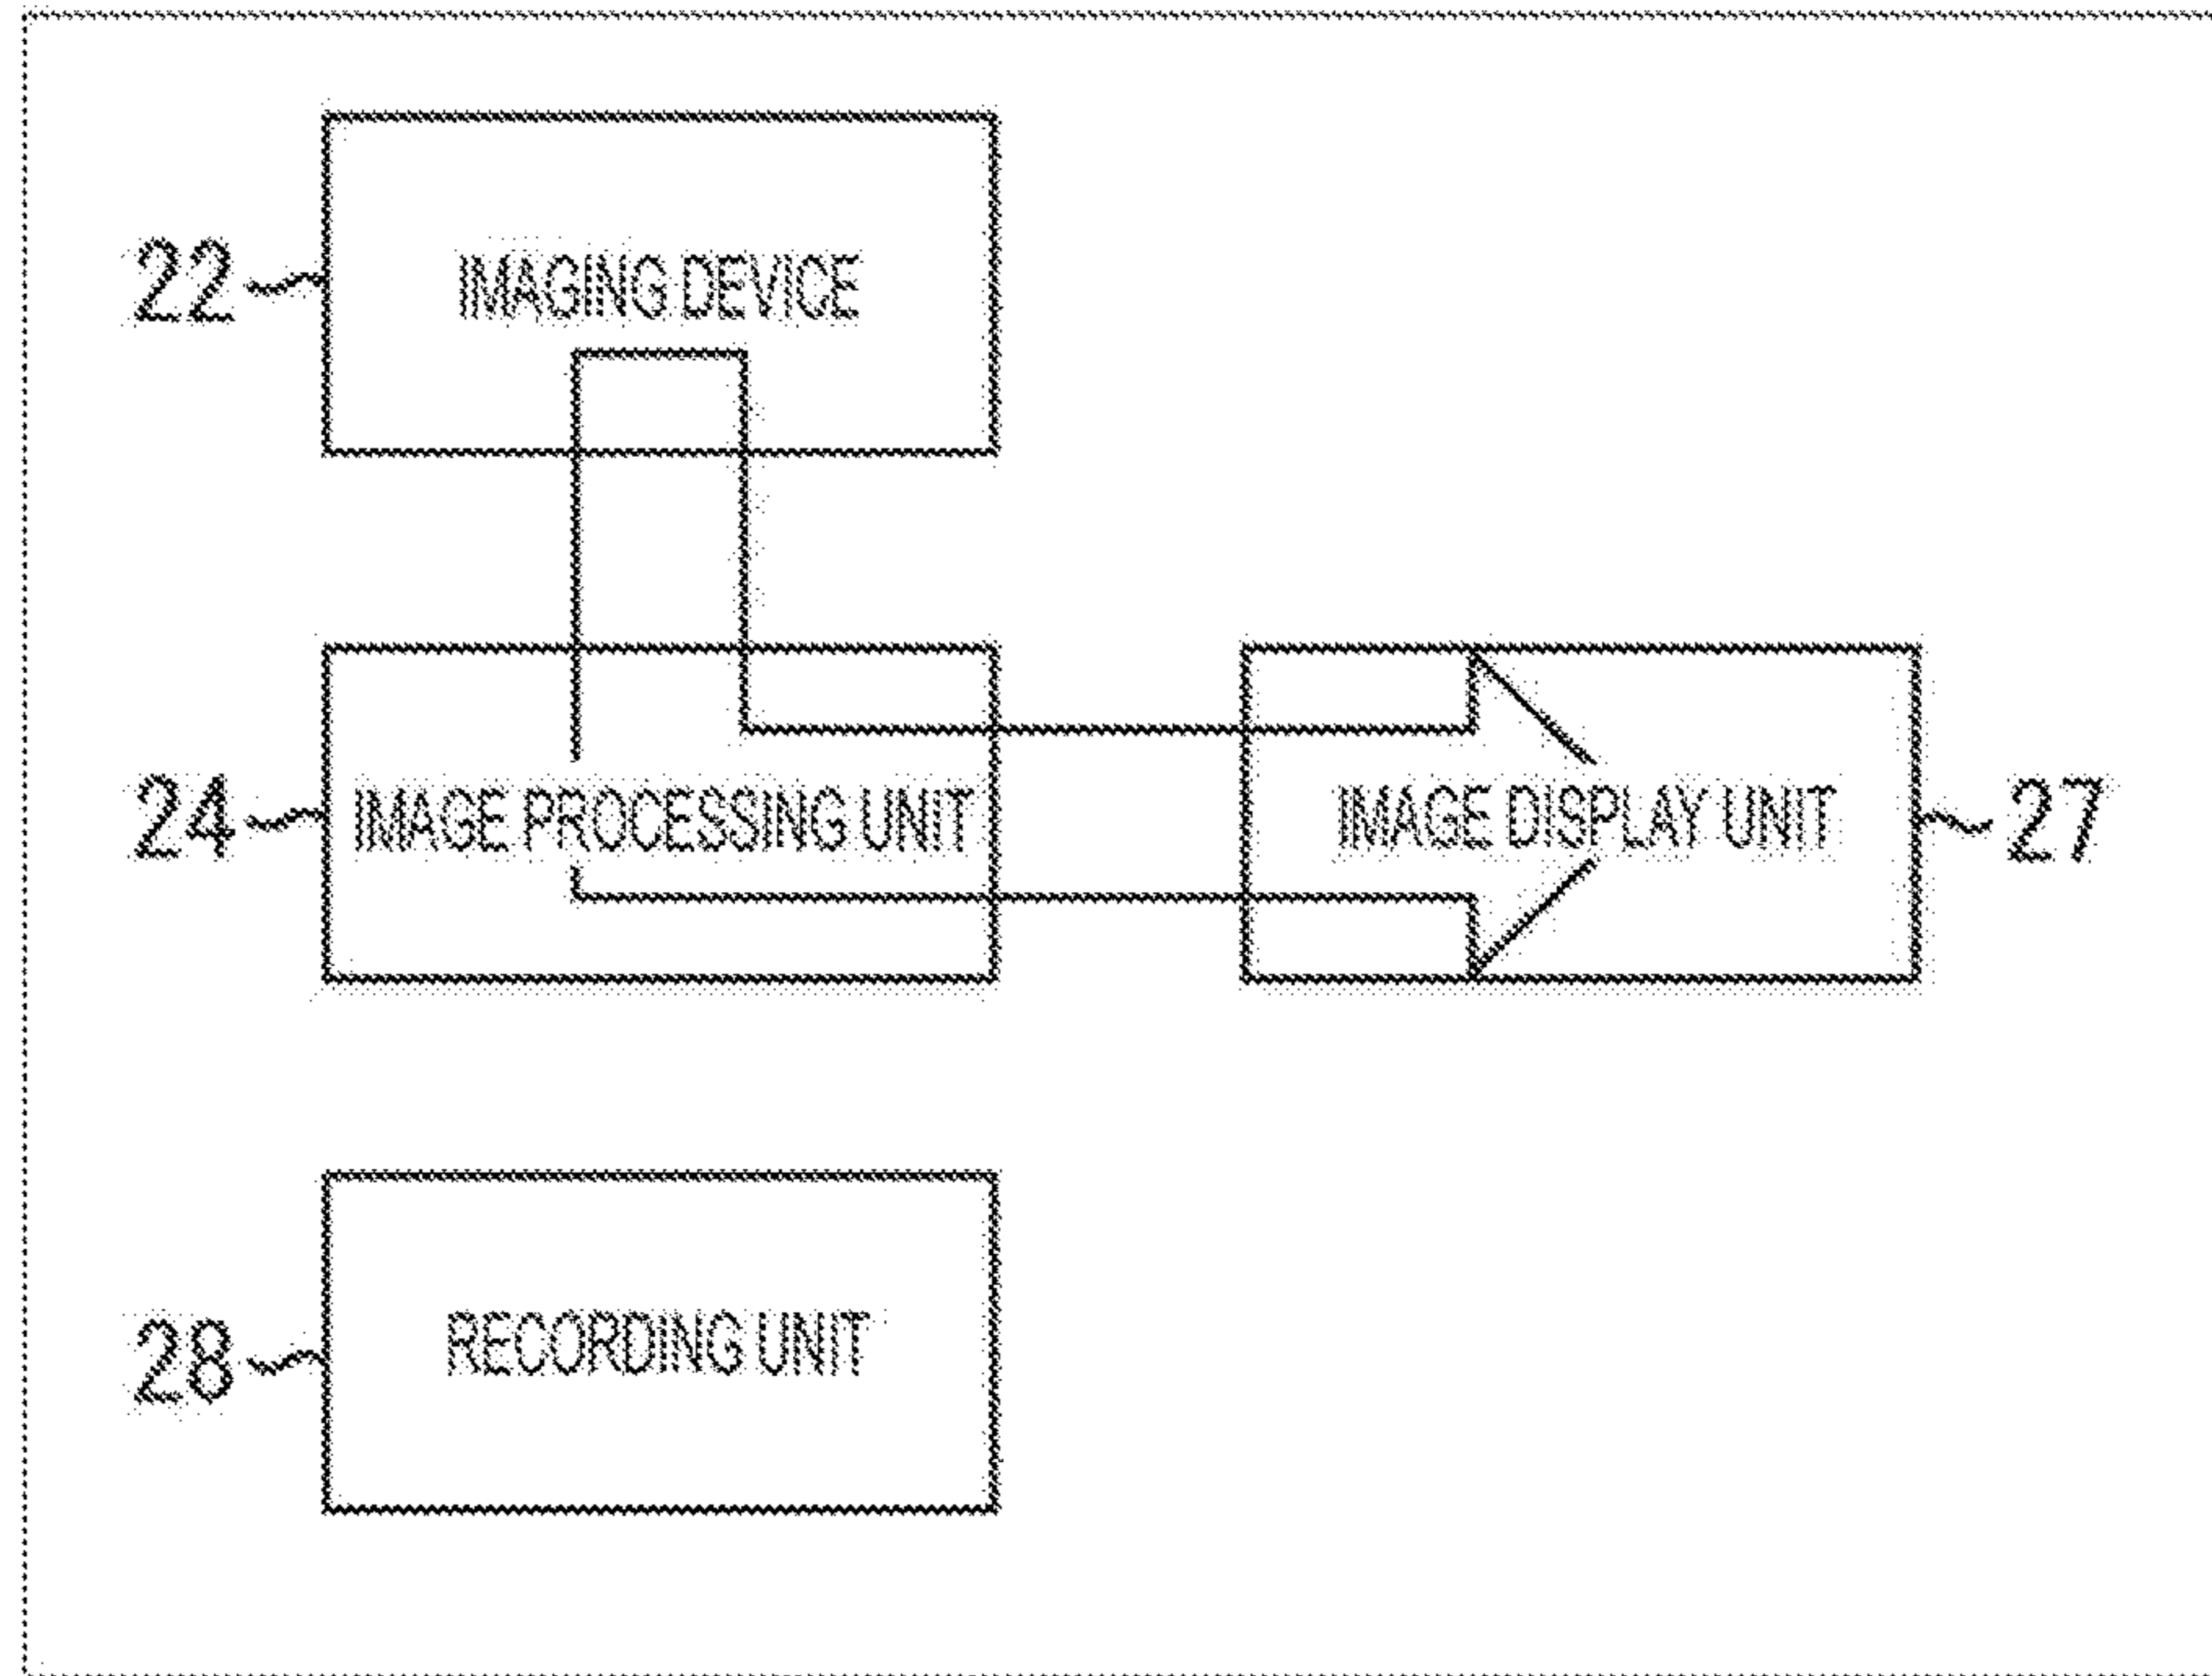 22 IMAGING DEVICE
24 IMAGE PROCESSING UNIT IMAGE DISPLAY UNIT 27
28 RECORDING UNIT